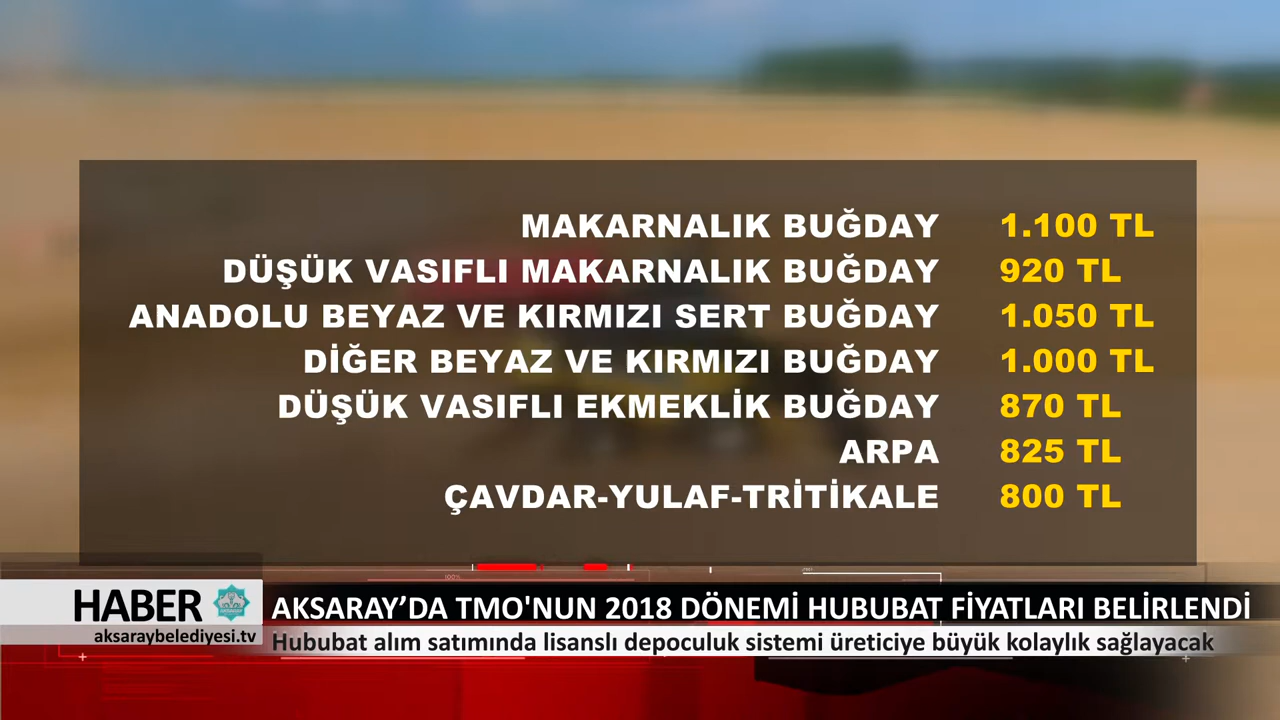 MAKARNALIK BUĞDAY 1.100 TL
DÜŞÜK VASIFLI MAKARNALIK BUĞDAY 920 TL
ANADOLU BEYAZ VE KIRMIZI SERT BUĞDAY 1.050 TL
DİĞER BEYAZ VE KIRMIZI BUĞDAY 1.000 TL
DÜŞÜK VASIFLI EKMEKLİK BUĞDAY 870 TL
ARPA 825 TL
ÇAVDAR-YULAF-TRİTİKALE 800 TL
100%
HABER
aksaraybelediyesi.tv
AKSARAY’DA TMO'NUN 2018 DÖNEMİ HUBUBAT FİYATLARI BELİRLENDİ
Hububat alım satımında lisanslı depoculuk sistemi üreticiye büyük kolaylık sağlayacak